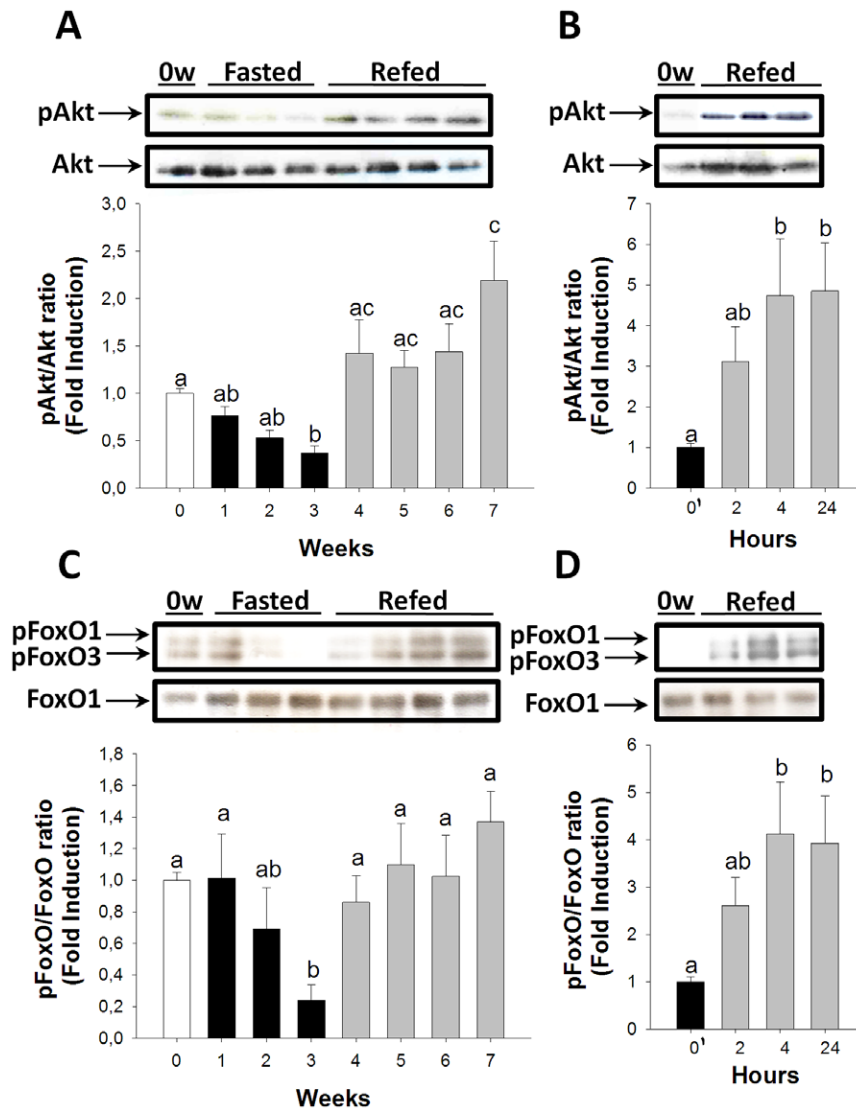 A
0w Fasted Refed
pAkt
Akt
pAkt/Akt ratio
(Fold Induction)
3,0
2,5
2,0
1,5
1,0
0,5
0,0
a
ab
ab
b
ac
ac
ac
c
0 1 2 3 4 5 6 7
Weeks
B
0w Refed
pAkt
Akt
pAkt/Akt ratio
(Fold Induction)
7
6
5
4
3
2
1
0
a
ab
b
b
0' 2 4 24
Hours
C
0w Fasted Refed
pFoxO1
pFoxO3
FoxO1
pFoxO/FoxO ratio
(Fold Induction)
1,8
1,6
1,4
1,2
1,0
0,8
0,6
0,4
0,2
0,0
a
a
ab
b
a
a
a
a
0 1 2 3 4 5 6 7
Weeks
D
0w Refed
pFoxO1
pFoxO3
FoxO1
pFoxO/FoxO ratio
(Fold Induction)
6
5
4
3
2
1
0
a
ab
b
b
0' 2 4 24
Hours